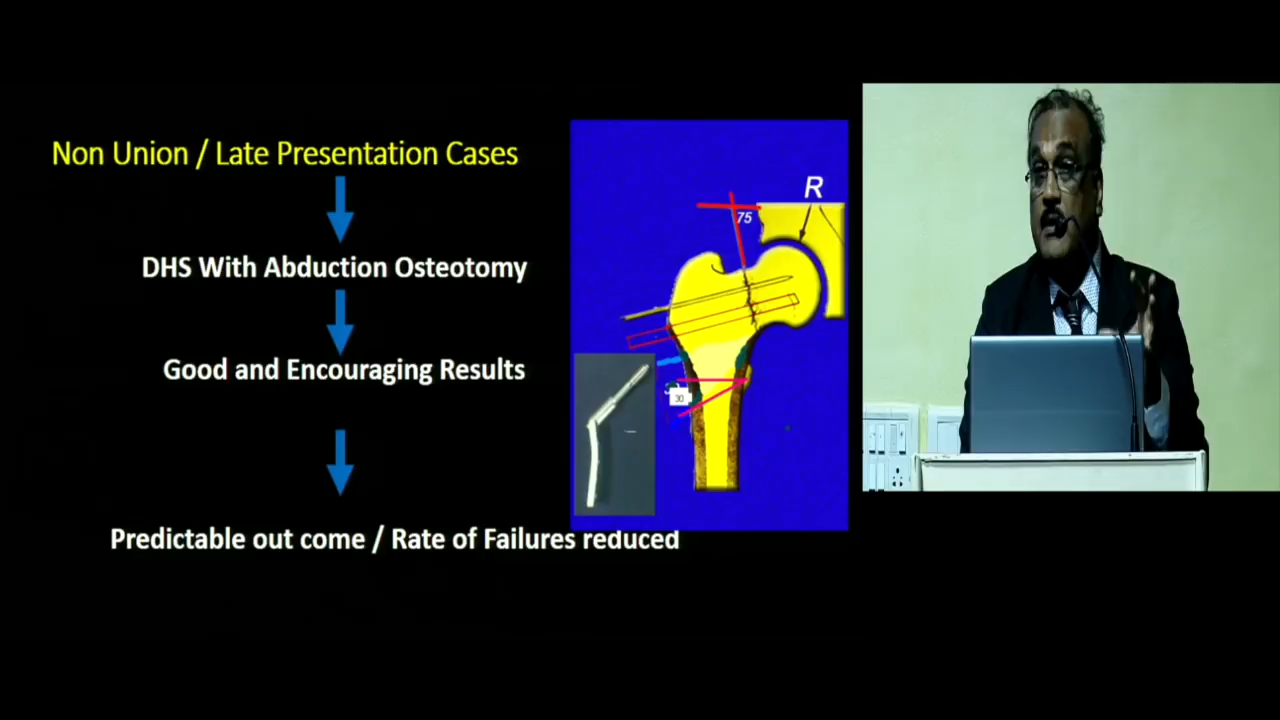 Non Union / Late Presentation Cases
DHS With Abduction Osteotomy
Good and Encouraging Results
Predictable out come / Rate of Failures reduced
R
75
30